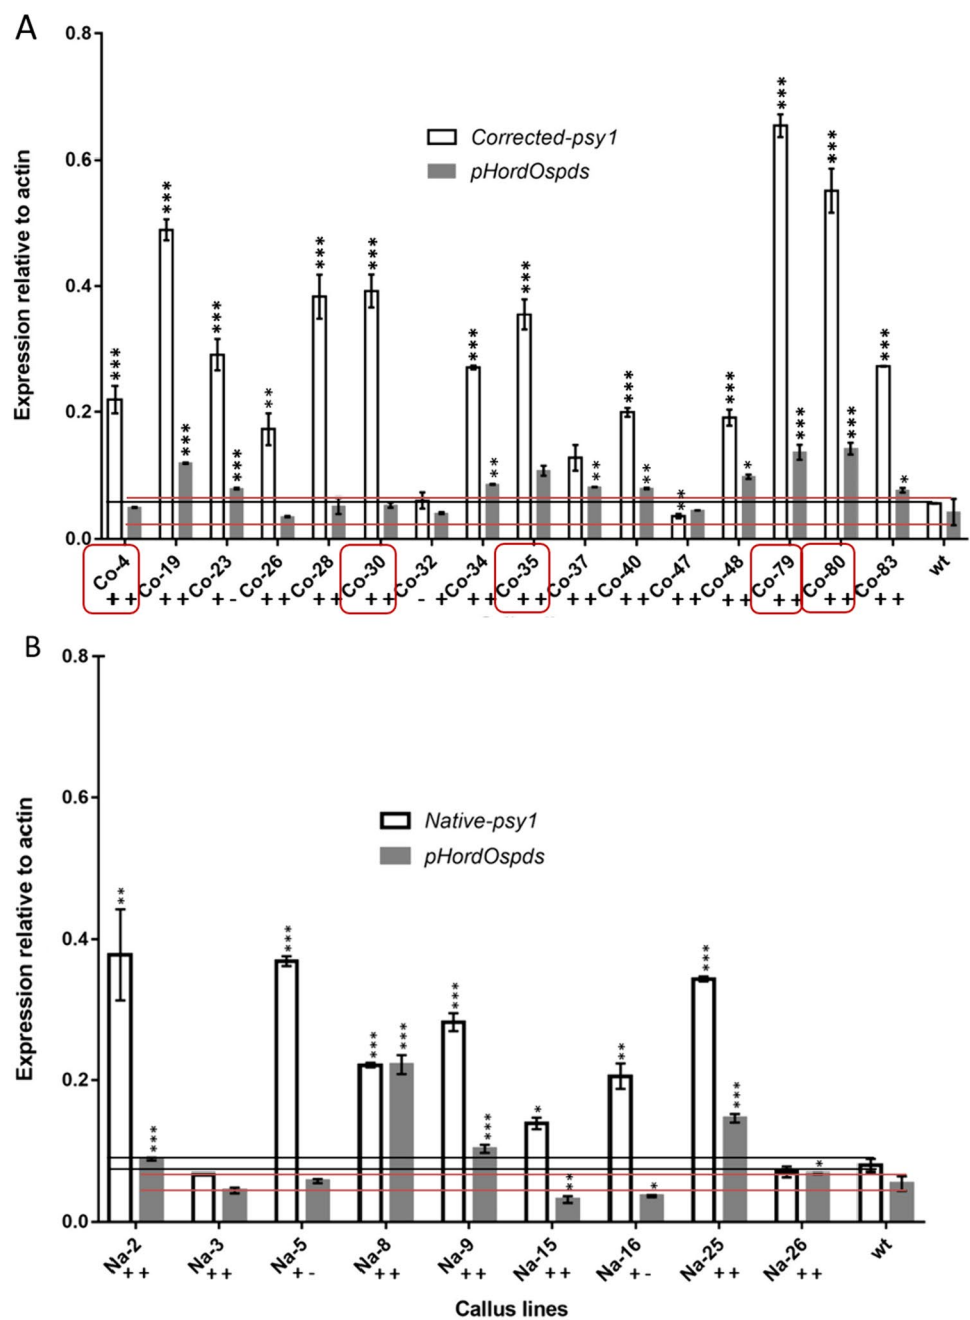 A
0.8
0.6
0.4
0.2
0.0
Expression relative to actin
Corrected-psy1
pHordOspds
*** *** *** *** *** ** *** *** *** *** *** ** ** *** ** ** *** * *** *** *** *** *** *
Co-4 Co-19 Co-23 Co-26 Co-28 Co-30 Co-32 Co-34 Co-35 Co-37 Co-40 Co-47 Co-48 Co-79 Co-80 Co-83 wt
++ ++ +- ++ ++ ++ -+ ++ ++ ++ ++ ++ ++ ++ ++ ++
B
0.8
0.6
0.4
0.2
0.0
Expression relative to actin
Native-psy1
pHordOspds
** *** *** *** *** *** *** * ** ** * *** *** *
Na-2 Na-3 Na-5 Na-8 Na-9 Na-15 Na-16 Na-25 Na-26 wt
++ ++ +- ++ ++ ++ +- ++ ++
Callus lines